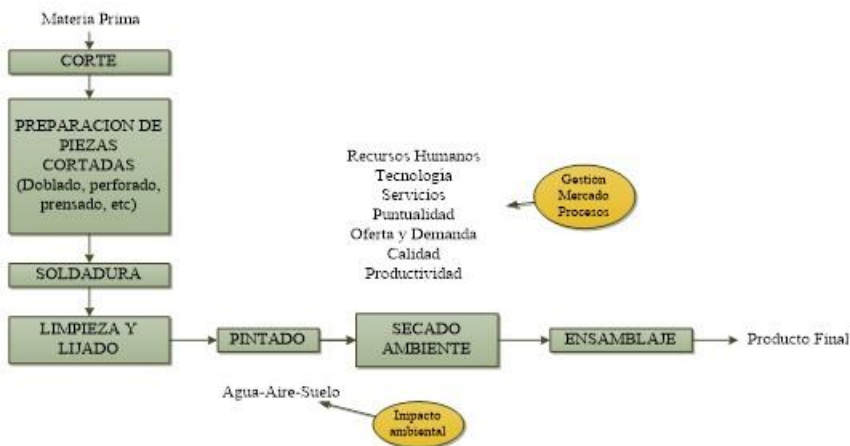 Materia Prima
CORTE
PREPARACION DE
PIEZAS
CORTADAS
(Doblado, perforado,
prensado, etc)
SOLDADURA
LIMPIEZA Y
LIJADO
PINTADO
SECADO
AMBIENTE
ENSAMBLAJE
Producto Final
Recursos Humanos
Tecnología
Servicios
Puntualidad
Oferta y Demanda
Calidad
Productividad
Gestión
Mercado
Procesos
Agua-Aire-Suelo
Impacto
ambiental